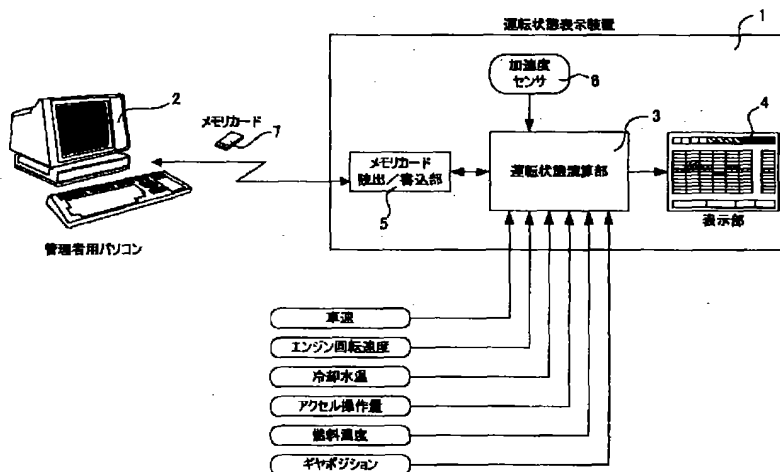 運転状態表示装置
1
加速度
センサ
6
2
メモリカード
7
3
4
メモリカード
読出/書込部
5
運転状態演算部
表示部
管理者用パソコン
車速
エンジン回転速度
冷却水温
アクセル操作量
燃料温度
ギヤポジション